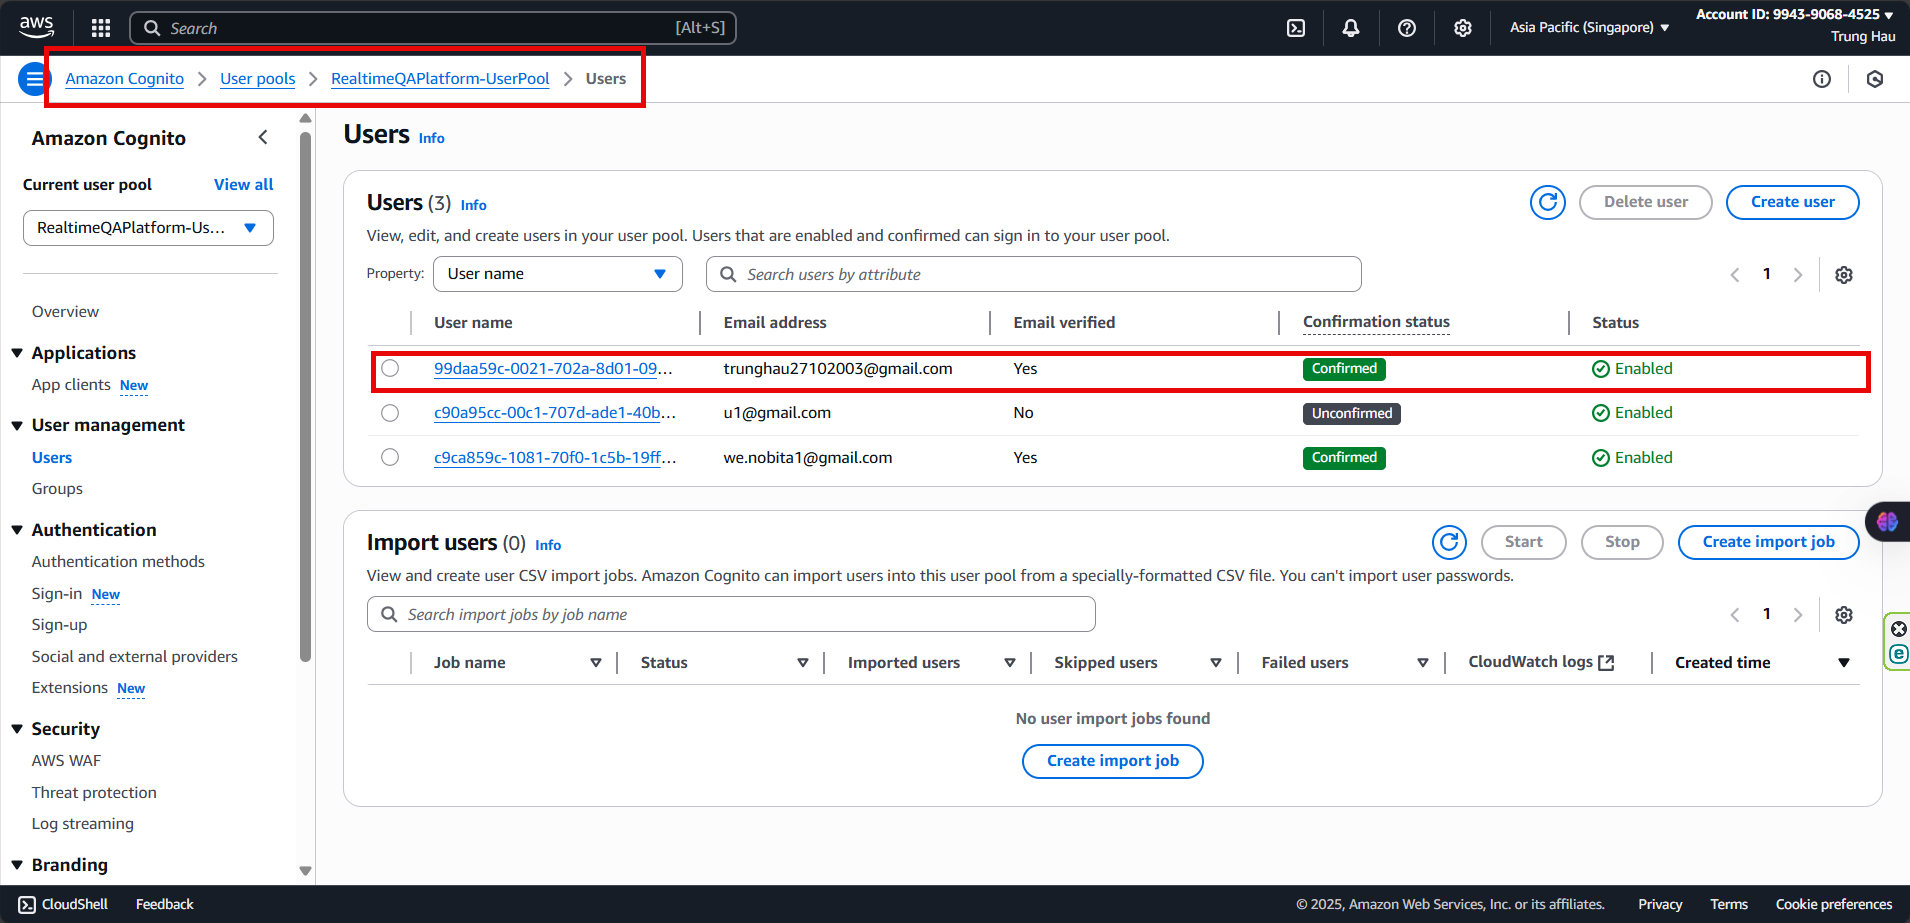 aws
Search [Alt+S]
Asia Pacific (Singapore)
Account ID: 9943-9068-4525
Trung Hau
Amazon Cognito
User pools
RealtimeQAPlatform-UserPool
Users
Amazon Cognito
Current user pool
View all
RealtimeQAPlatform-Us...
Overview
Applications
App clients New
User management
Users
Groups
Authentication
Authentication methods
Sign-in New
Sign-up
Social and external providers
Extensions New
Security
AWS WAF
Threat protection
Log streaming
Branding
Users Info
Users (3) Info
Delete user
Create user
View, edit, and create users in your user pool. Users that are enabled and confirmed can sign in to your user pool.
Property: User name
Search users by attribute
1
User name Email address Email verified Confirmation status Status
99daa59c-0021-702a-8d01-09... trunghau27102003@gmail.com Yes Confirmed Enabled
c90a95cc-00c1-707d-ade1-40b... u1@gmail.com No Unconfirmed Enabled
c9ca859c-1081-70f0-1c5b-19ff... we.nobita1@gmail.com Yes Confirmed Enabled
Import users (0) Info
Start
Stop
Create import job
View and create user CSV import jobs. Amazon Cognito can import users into this user pool from a specially-formatted CSV file. You can't import user passwords.
Search import jobs by job name
1
Job name Status Imported users Skipped users Failed users CloudWatch logs Created time
No user import jobs found
Create import job
CloudShell
Feedback
© 2025, Amazon Web Services, Inc. or its affiliates.
Privacy
Terms
Cookie preferences